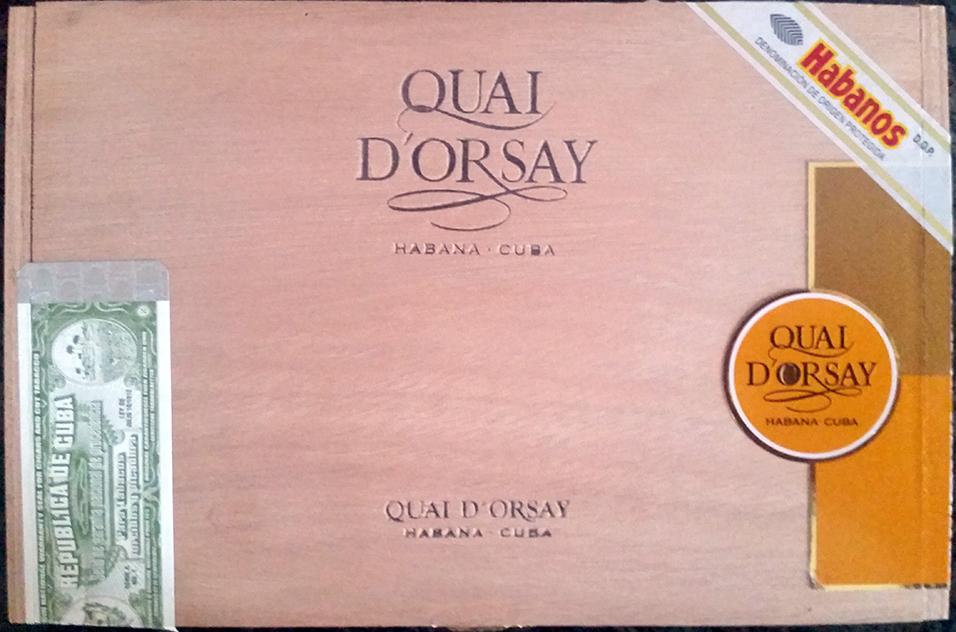 QUAI
D'ORSAY
HABANA · CUBA
Habanos
D.O.P.
DENOMINACIÓN DE ORIGEN PROTEGIDA
QUAI
D'ORSAY
HABANA CUBA
QUAI D'ORSAY
HABANA · CUBA
REPUBLICA DE CUBA